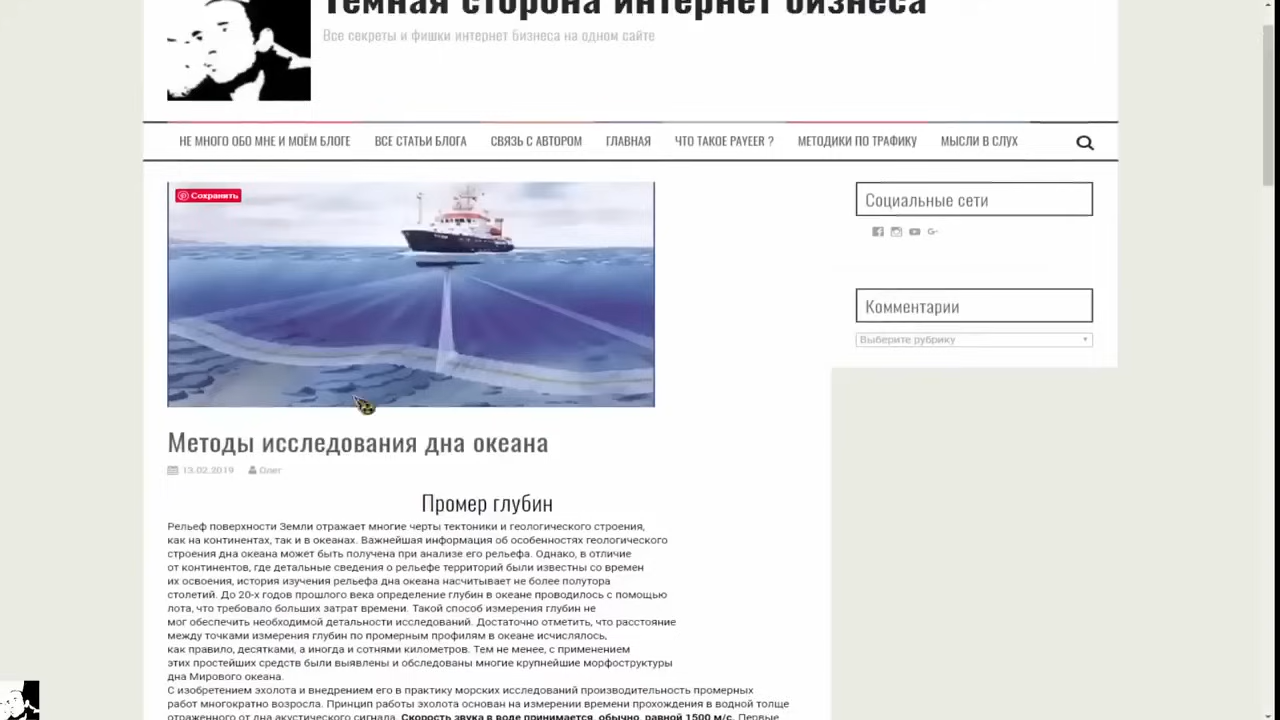 Темная сторона интернет бизнеса
Все секреты и фишки интернет бизнеса на одном сайте
НЕ МНОГО ОБО МНЕ И МОЁМ БЛОГЕ ВСЕ СТАТЬИ БЛОГА СВЯЗЬ С АВТОРОМ ГЛАВНАЯ ЧТО ТАКОЕ PAYEER ? МЕТОДИКИ ПО ТРАФИКУ МЫСЛИ В СЛУХ
Сохранить
Социальные сети
Комментарии
Выберите рубрику
Методы исследования дна океана
13.02.2019 Олег
Промер глубин
Рельеф поверхности Земли отражает многие черты тектоники и геологического строения,
как на континентах, так и в океанах. Важнейшая информация об особенностях геологического
строения дна океана может быть получена при анализе его рельефа. Однако, в отличие
от континентов, где детальные сведения о рельефе территорий были известны со времен
их освоения, история изучения рельефа дна океана насчитывает не более полутора
столетий. До 20-х годов прошлого века определение глубин в океане проводилось с помощью
лота, что требовало больших затрат времени. Такой способ измерения глубин не
мог обеспечить необходимой детальности исследований. Достаточно отметить, что расстояние
между точками измерения глубин по промерным профилям в океане исчислялось,
как правило, десятками, а иногда и сотнями километров. Тем не менее, с применением
этих простейших средств были выявлены и обследованы многие крупнейшие морфоструктуры
дна Мирового океана.
С изобретением эхолота и внедрением его в практику морских исследований производительность промерных
работ многократно возросла. Принцип работы эхолота основан на измерении времени прохождения в водной толще
отраженного от дна акустического сигнала. Скорость звука в воде принимается, обычно, равной 1500 м/с. Первые